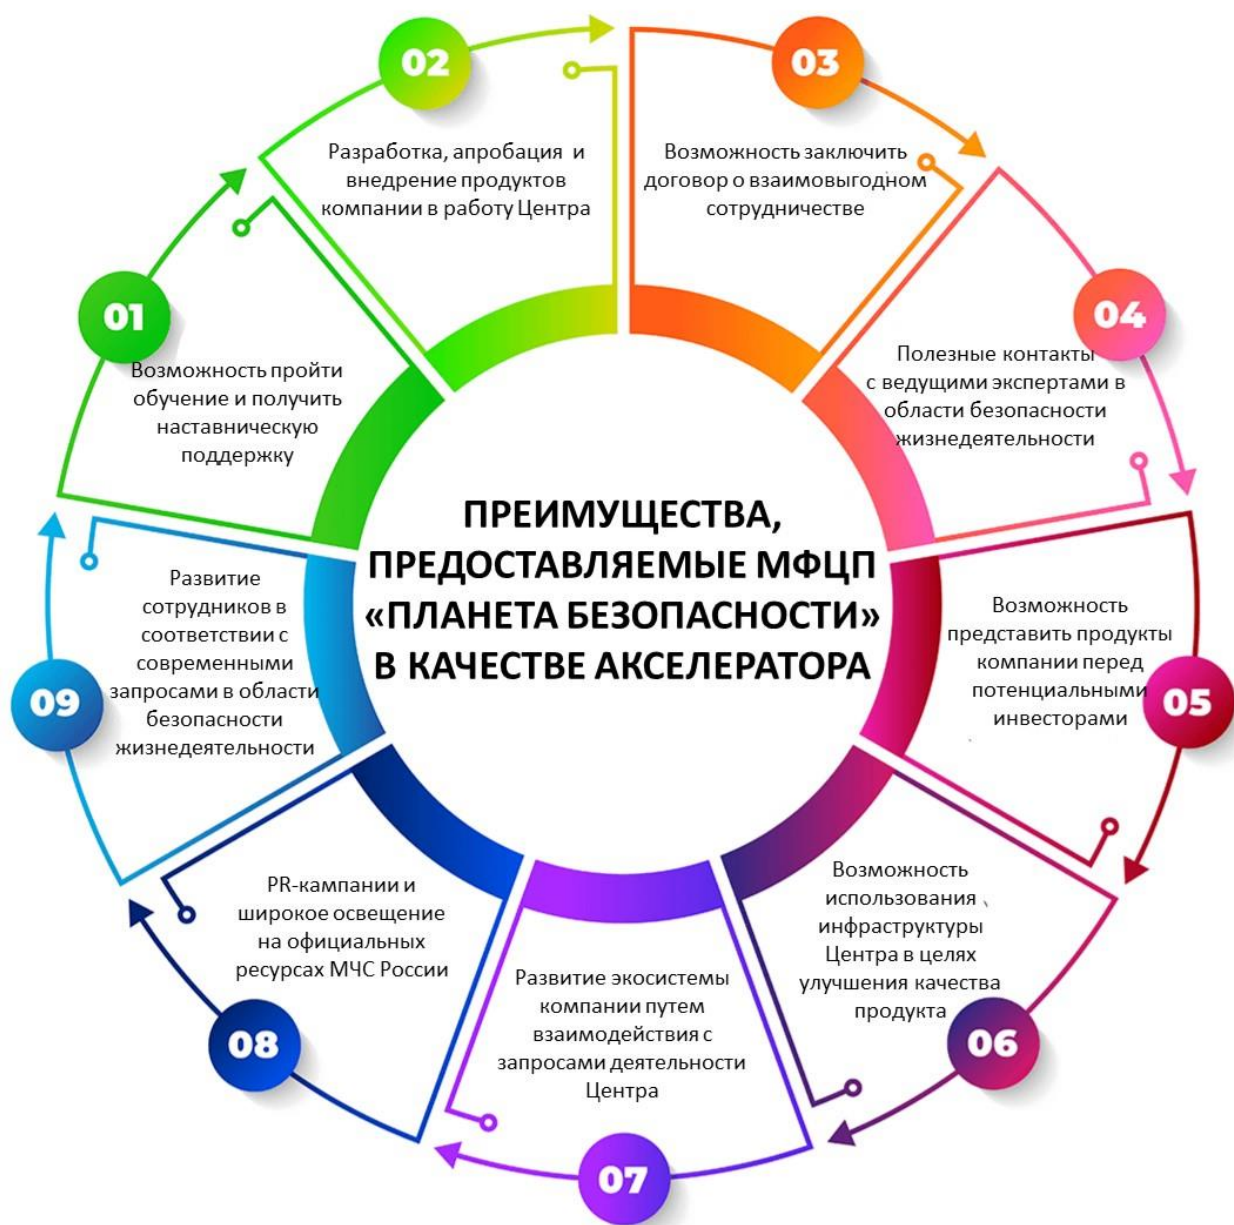 ПРЕИМУЩЕСТВА,
ПРЕДОСТАВЛЯЕМЫЕ МФЦП
«ПЛАНЕТА БЕЗОПАСНОСТИ»
В КАЧЕСТВЕ АКСЕЛЕРАТОРА
01
Возможность пройти
обучение и получить
наставническую
поддержку
02
Разработка, апробация и
внедрение продуктов
компании в работу Центра
03
Возможность заключить
договор о взаимовыгодном
сотрудничестве
04
Полезные контакты
с ведущими экспертами в
области безопасности
жизнедеятельности
05
Возможность
представить продукты
компании перед
потенциальными
инвесторами
06
Возможность
использования
инфраструктуры
Центра в целях
улучшения качества
продукта
07
Развитие экосистемы
компании путем
взаимодействия с
запросами деятельности
Центра
08
PR-кампании и
широкое освещение
на официальных
ресурсах МЧС России
09
Развитие
сотрудников в
соответствии с
современными
запросами в области
безопасности
жизнедеятельности